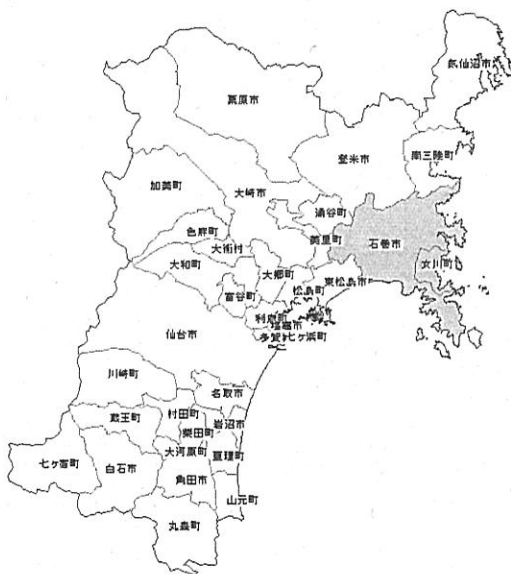 気仙沼市
栗原市
登米市
南三陸町
加美町
大崎市
涌谷町
色麻町
大衡村
美里町
石巻市
大和町
大郷町
女川町
富谷町
松島町
東松島市
利府町
塩竈市
仙台市
七ヶ浜町
川崎町
名取市
蔵王町
村田町
岩沼市
柴田町
七ヶ宿町
白石市
大河原町
亘理町
角田市
山元町
丸森町